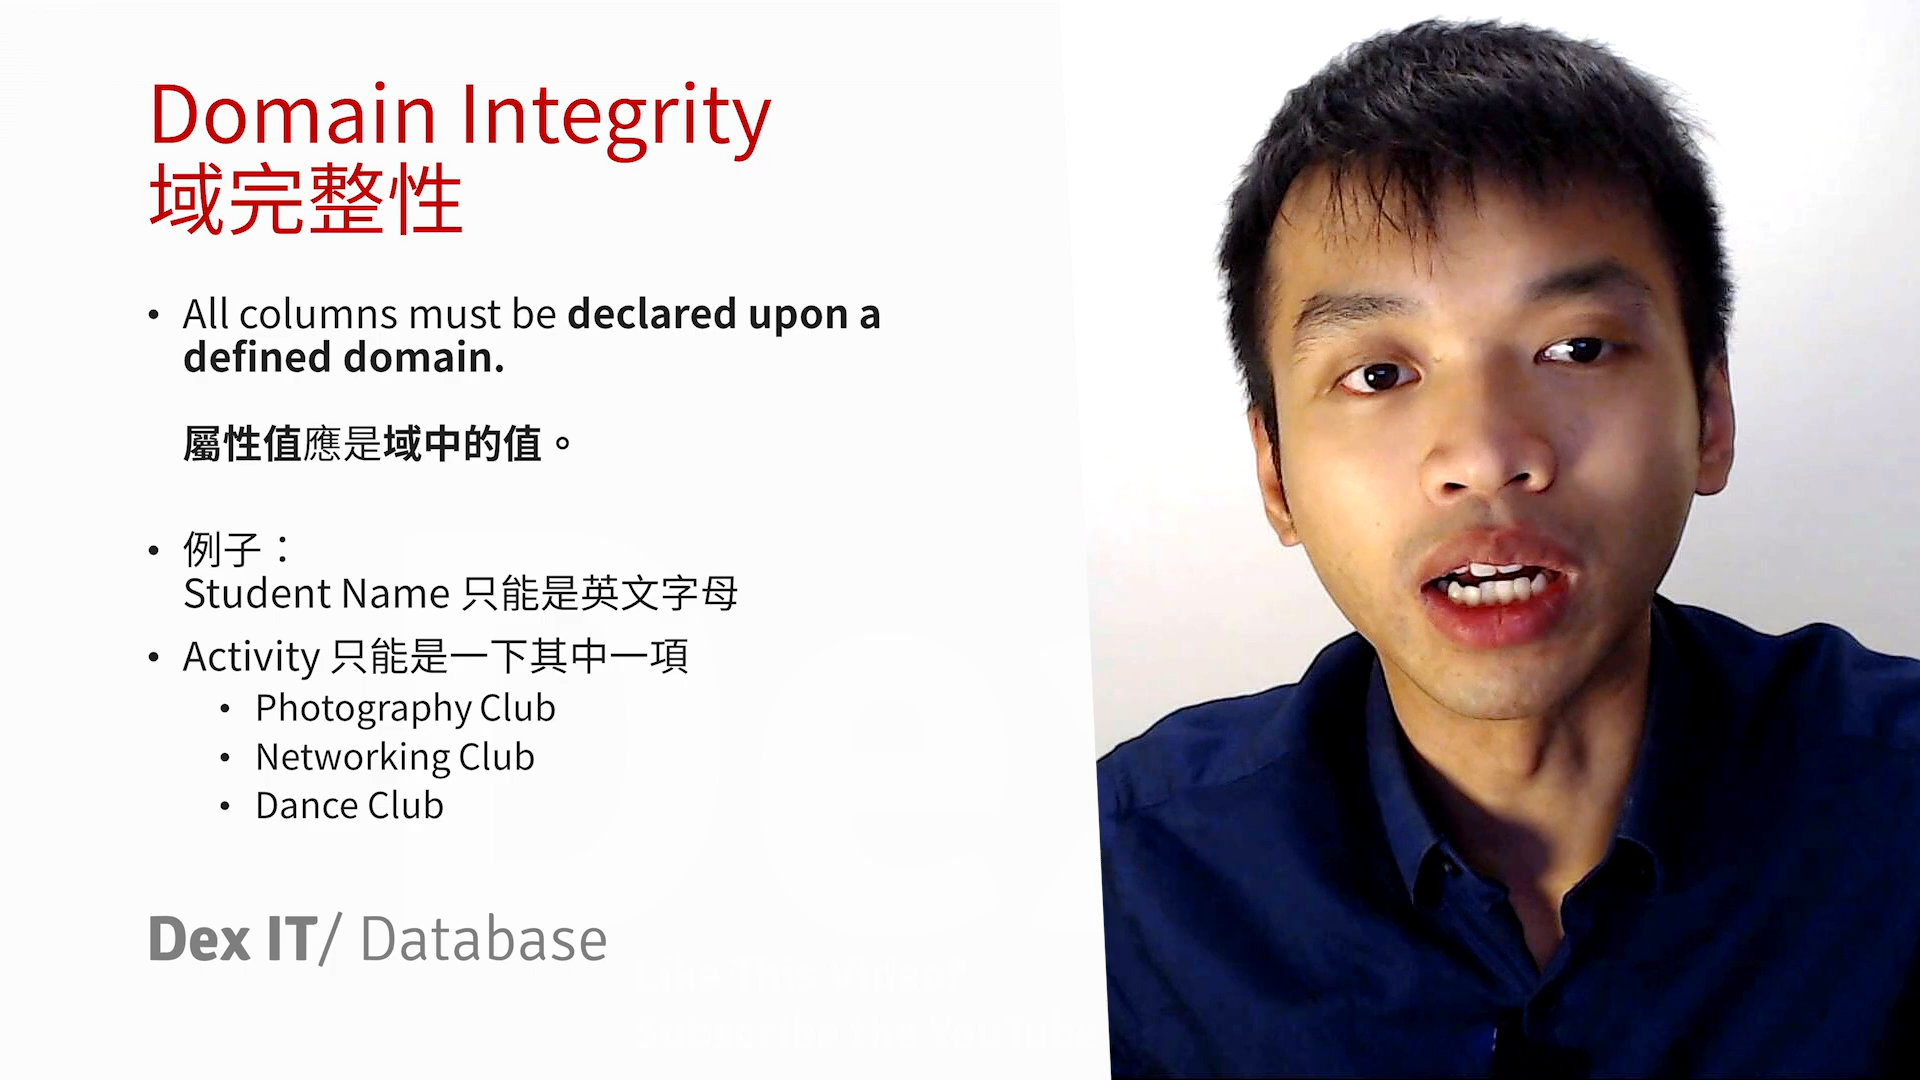 Domain Integrity
域完整性
• All columns must be declared upon a
defined domain.
屬性值應是域中的值。
• 例子：
Student Name 只能是英文字母
• Activity 只能是一下其中一項
• Photography Club
• Networking Club
• Dance Club
Dex IT/ Database